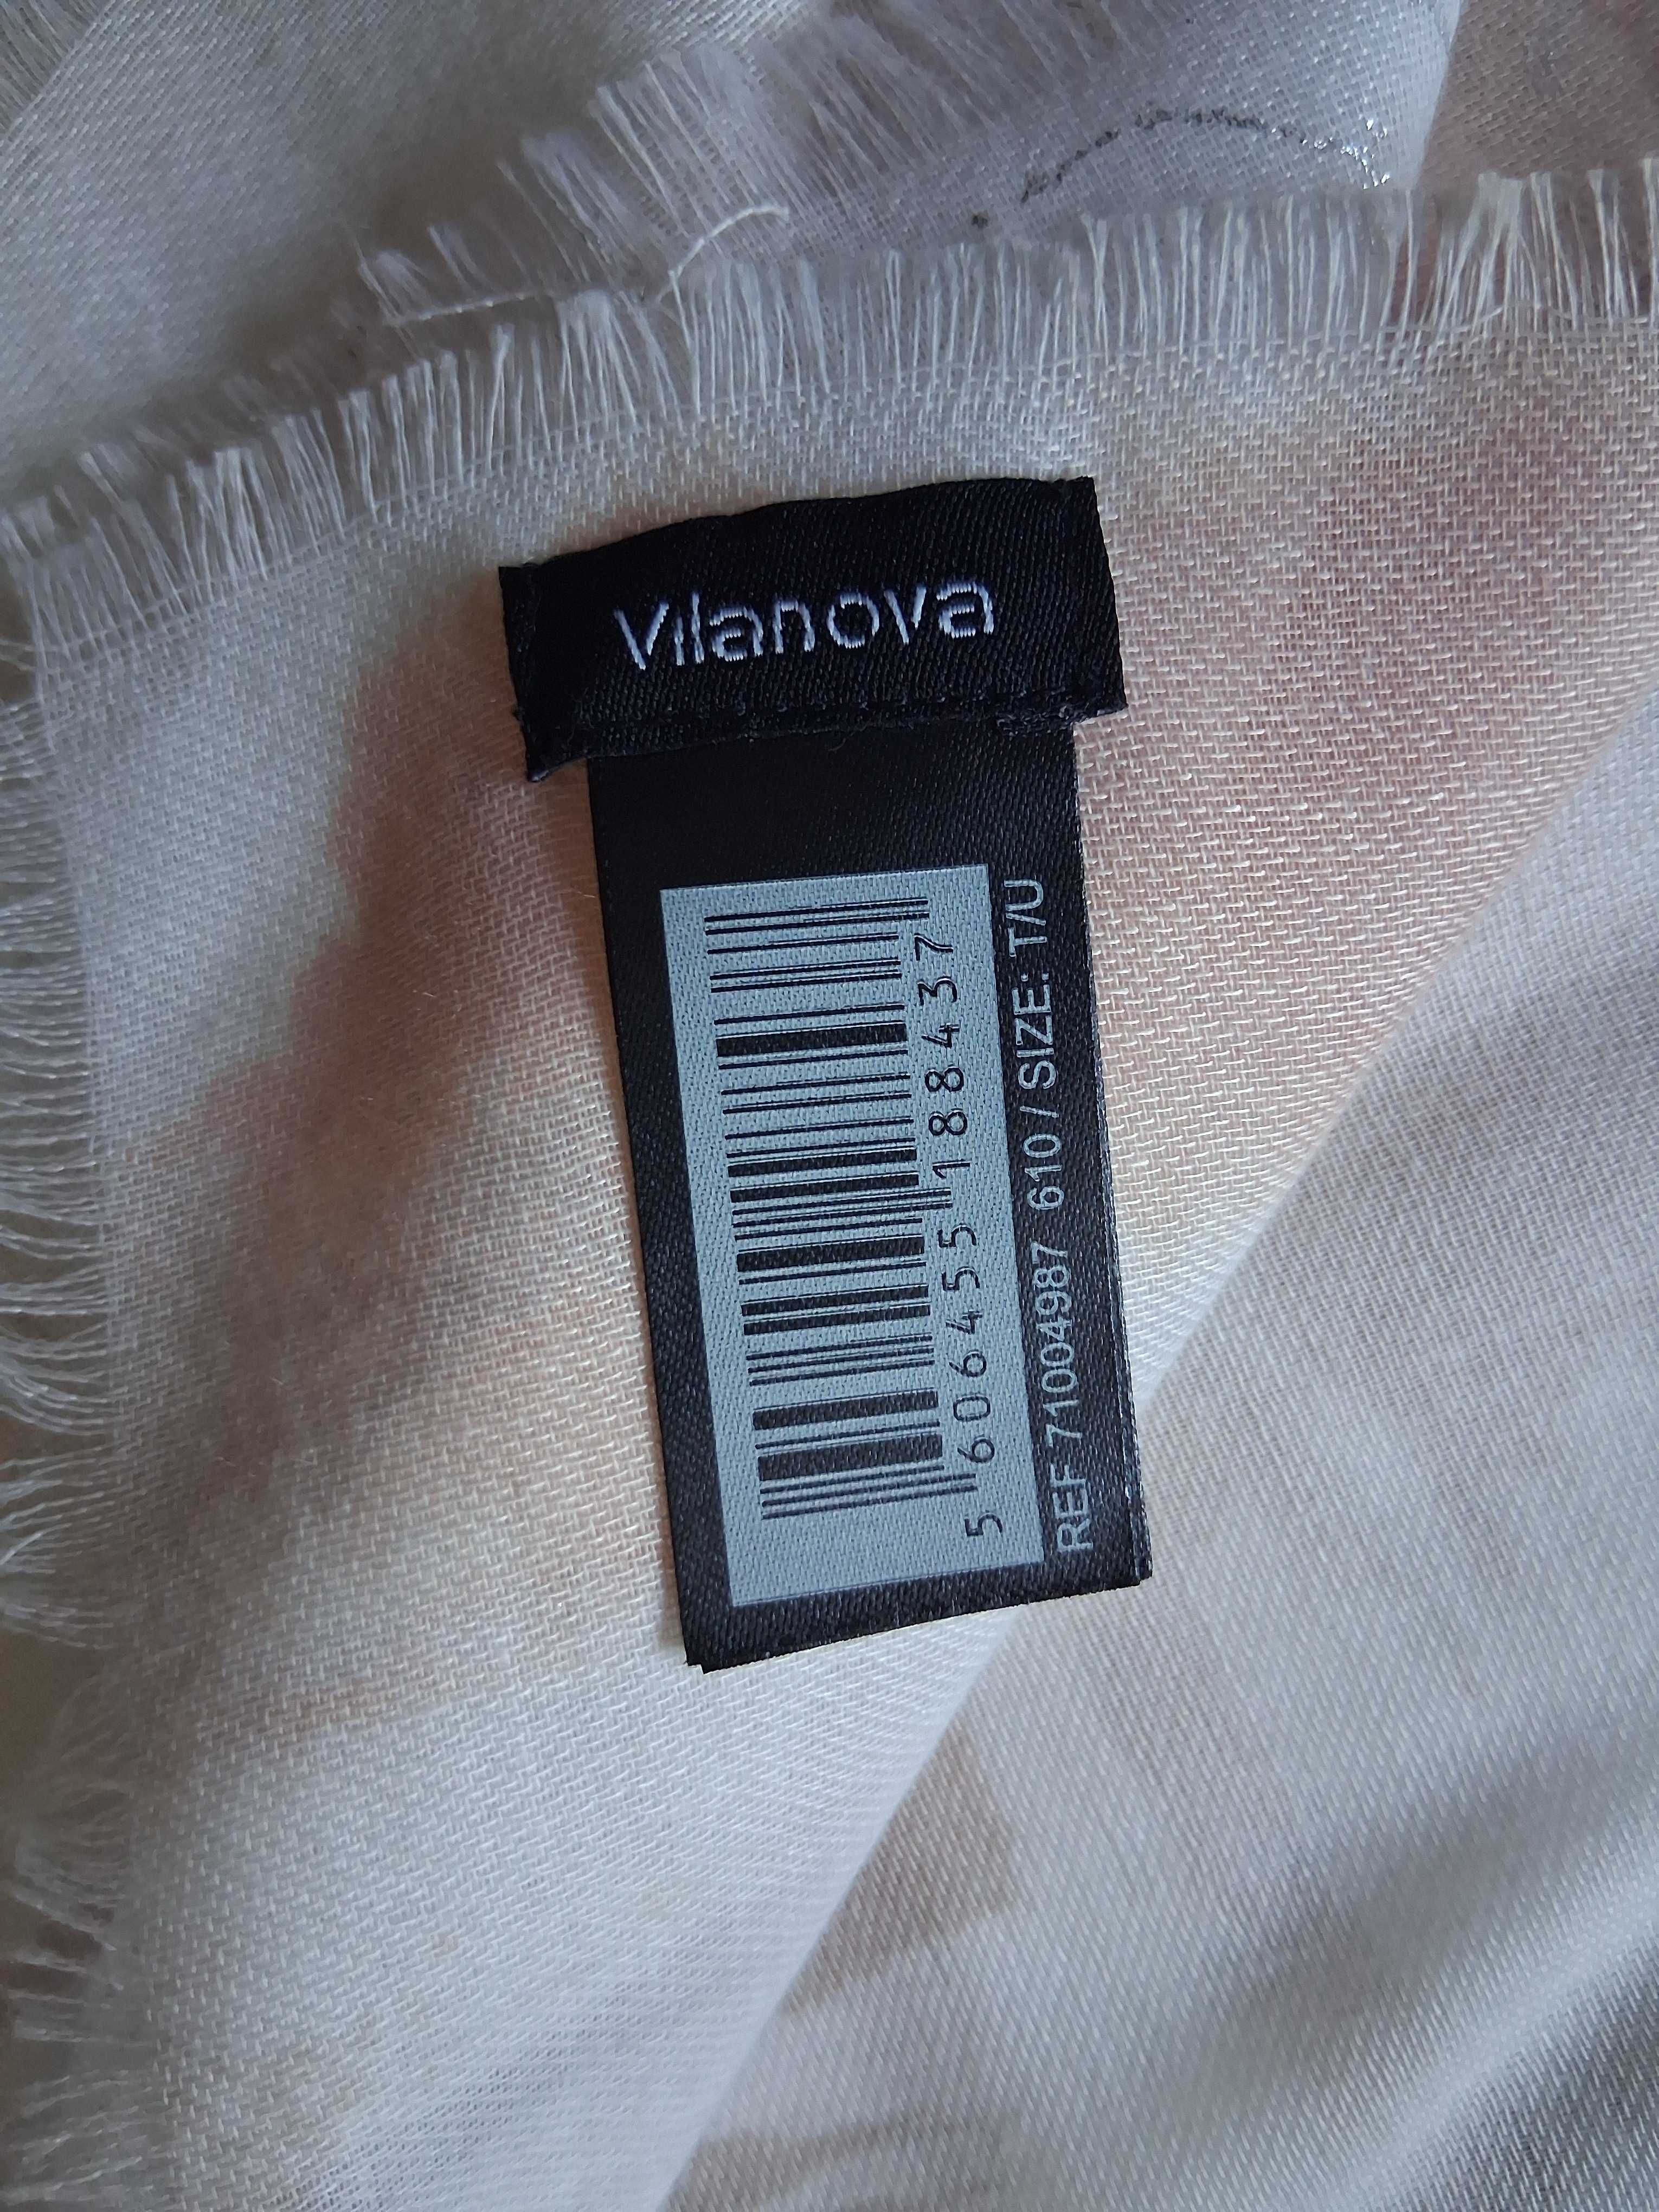 Vilanova
5 606455 188437
REF 71004987 610 / SIZE: T/U